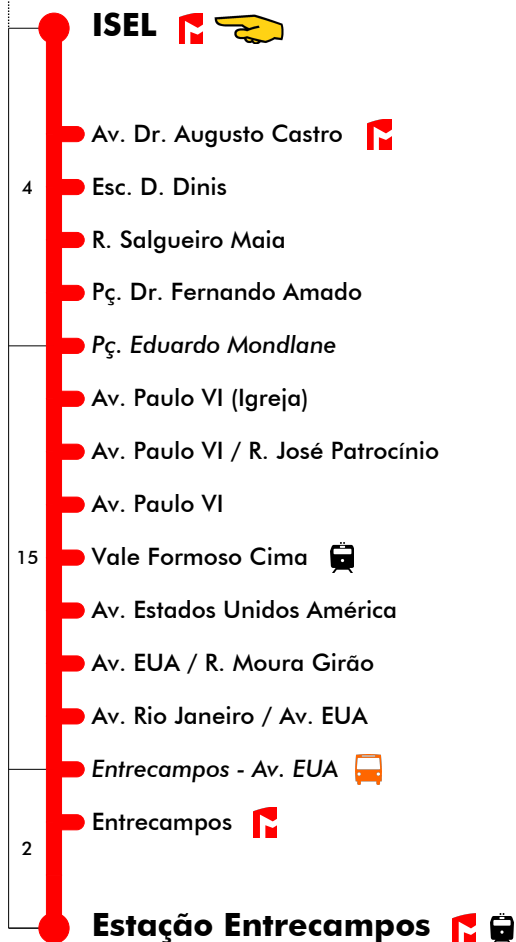 ISEL
Av. Dr. Augusto Castro
4 Esc. D. Dinis
R. Salgueiro Maia
Pç. Dr. Fernando Amado
Pç. Eduardo Mondlane
Av. Paulo VI (Igreja)
Av. Paulo VI / R. José Patrocínio
Av. Paulo VI
15 Vale Formoso Cima
Av. Estados Unidos América
Av. EUA / R. Moura Girão
Av. Rio Janeiro / Av. EUA
Entrecampos - Av. EUA
Entrecampos
2
Estação Entrecampos